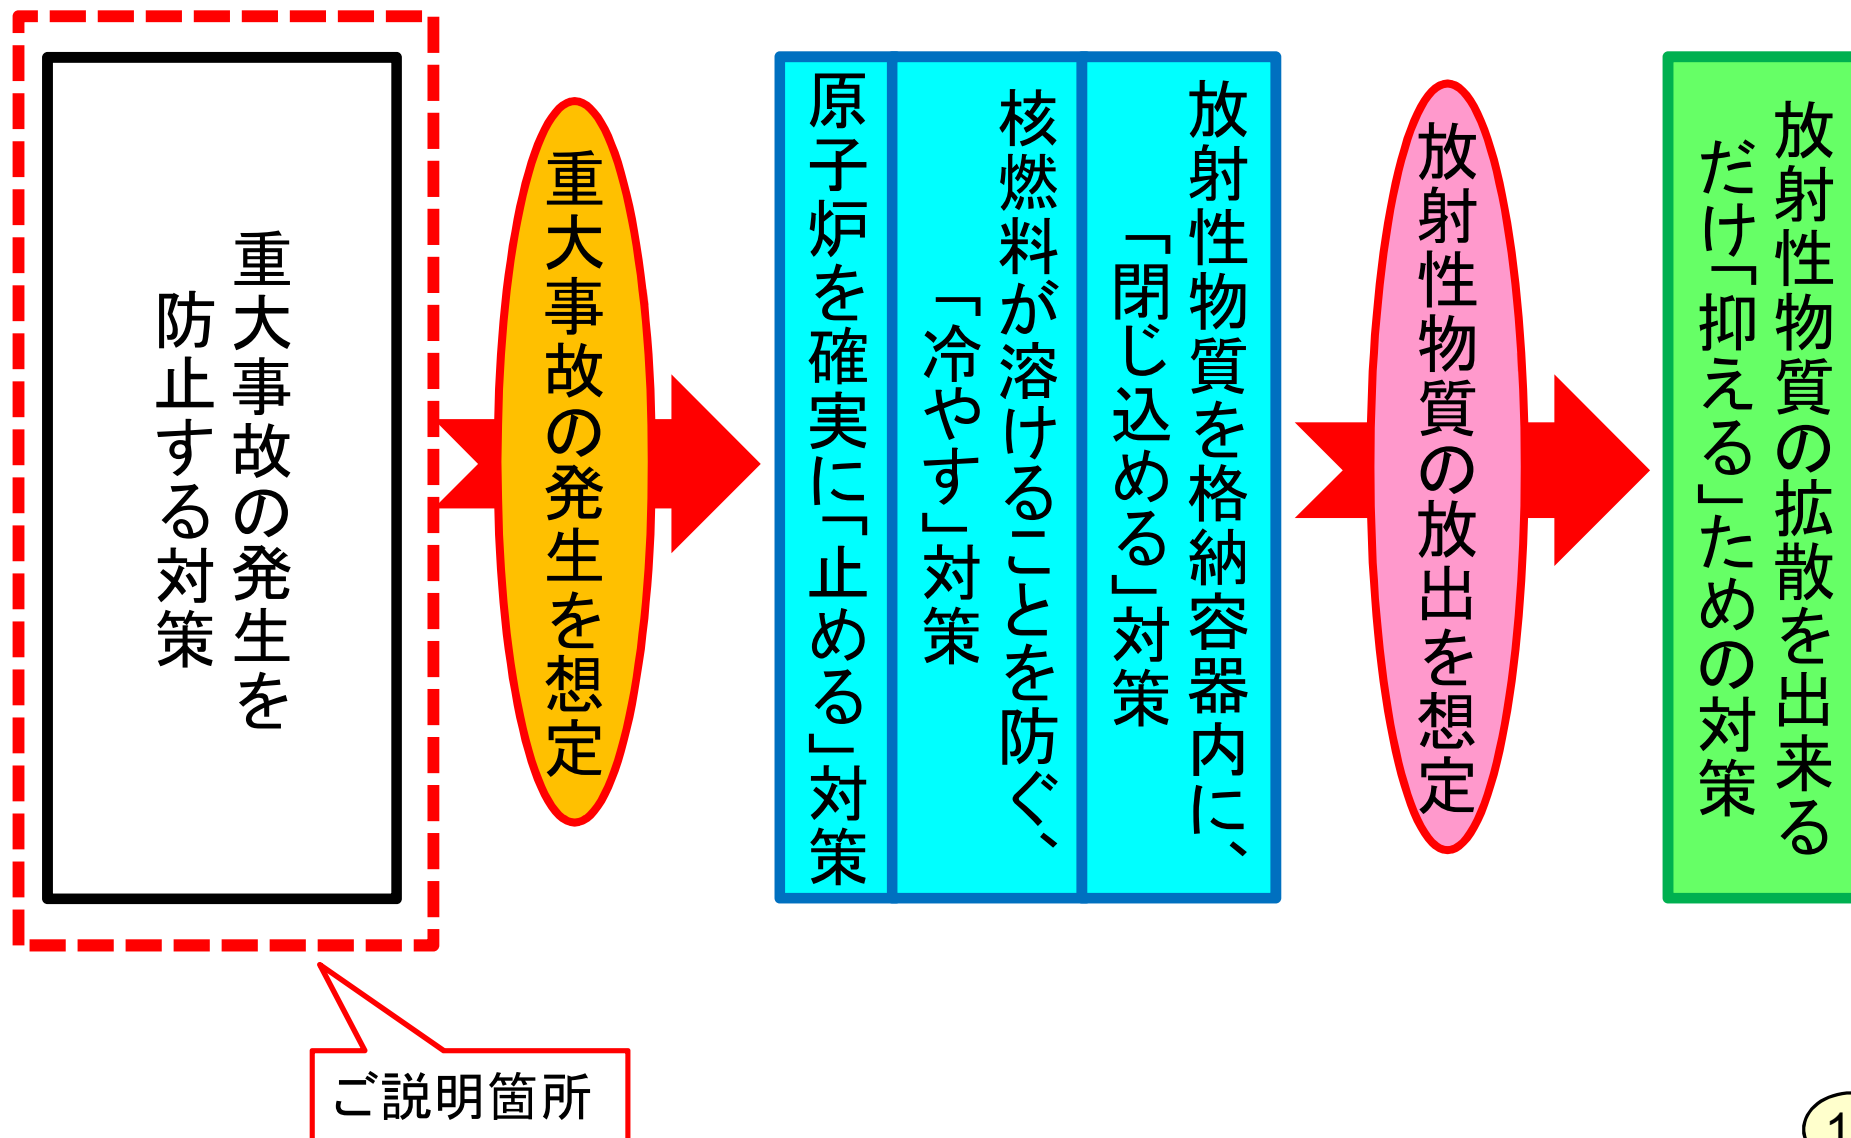 重大事故の発生を
防止する対策
重大事故の発生を想定
原子炉を確実に「止める」対策
核燃料が溶けることを防ぐ、
「冷やす」対策
放射性物質を格納容器内に、
「閉じ込める」対策
放射性物質の放出を想定
放射性物質の拡散を出来る
だけ「抑える」ための対策
ご説明箇所
1